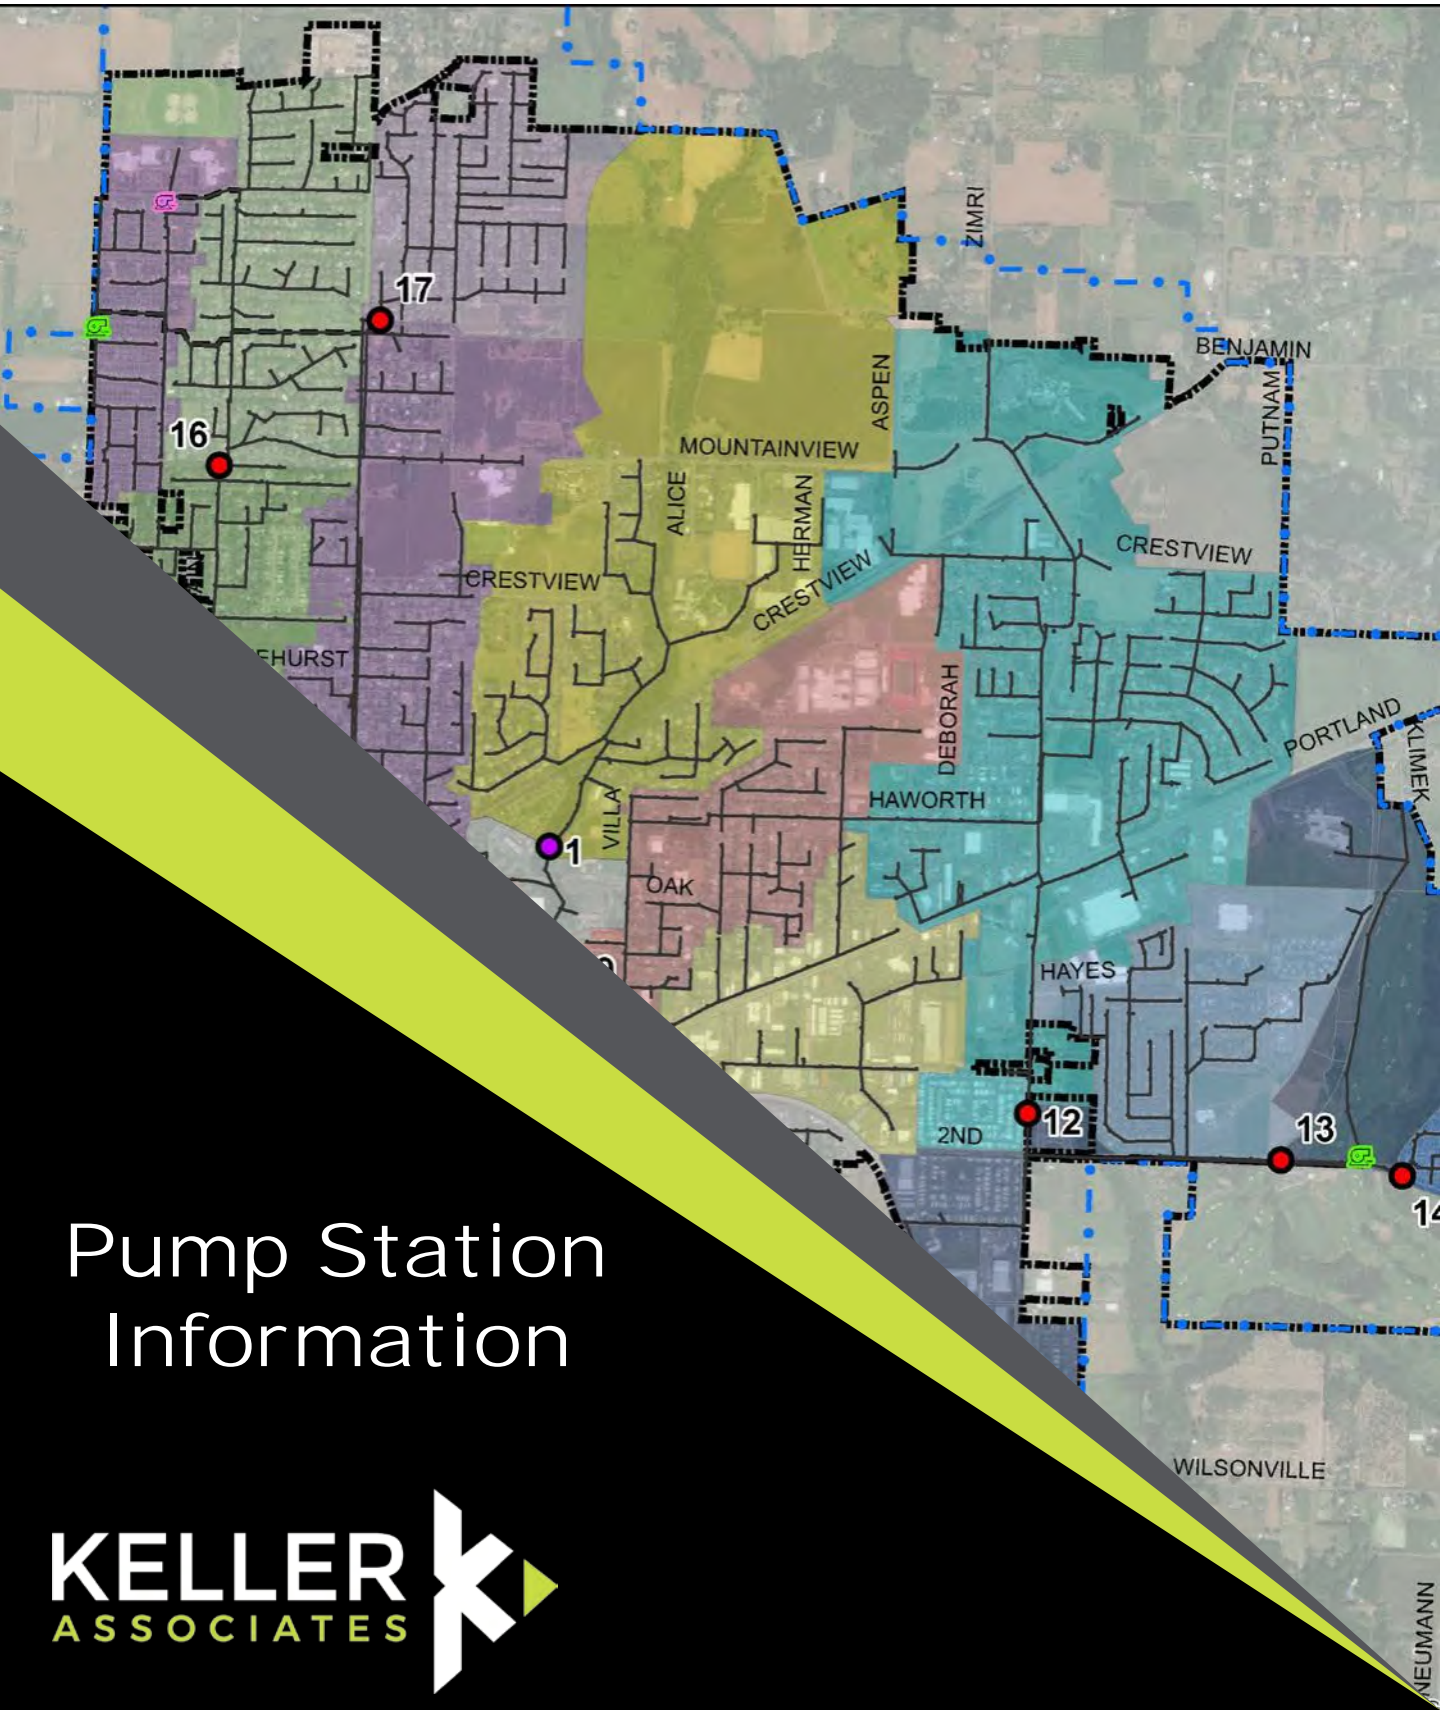 ZIMRI
17
BENJAMIN
PUTNAM
ASPEN
16
MOUNTAINVIEW
ALICE
HERMAN
CRESTVIEW
CRESTVIEW
CRESTVIEW
EHURST
DEBORAH
PORTLAND
KLIMEK
VILLA
HAWORTH
1
OAK
HAYES
12
2ND
13
14
Pump Station
Information
WILSONVILLE
KELLER
ASSOCIATES
NEUMANN